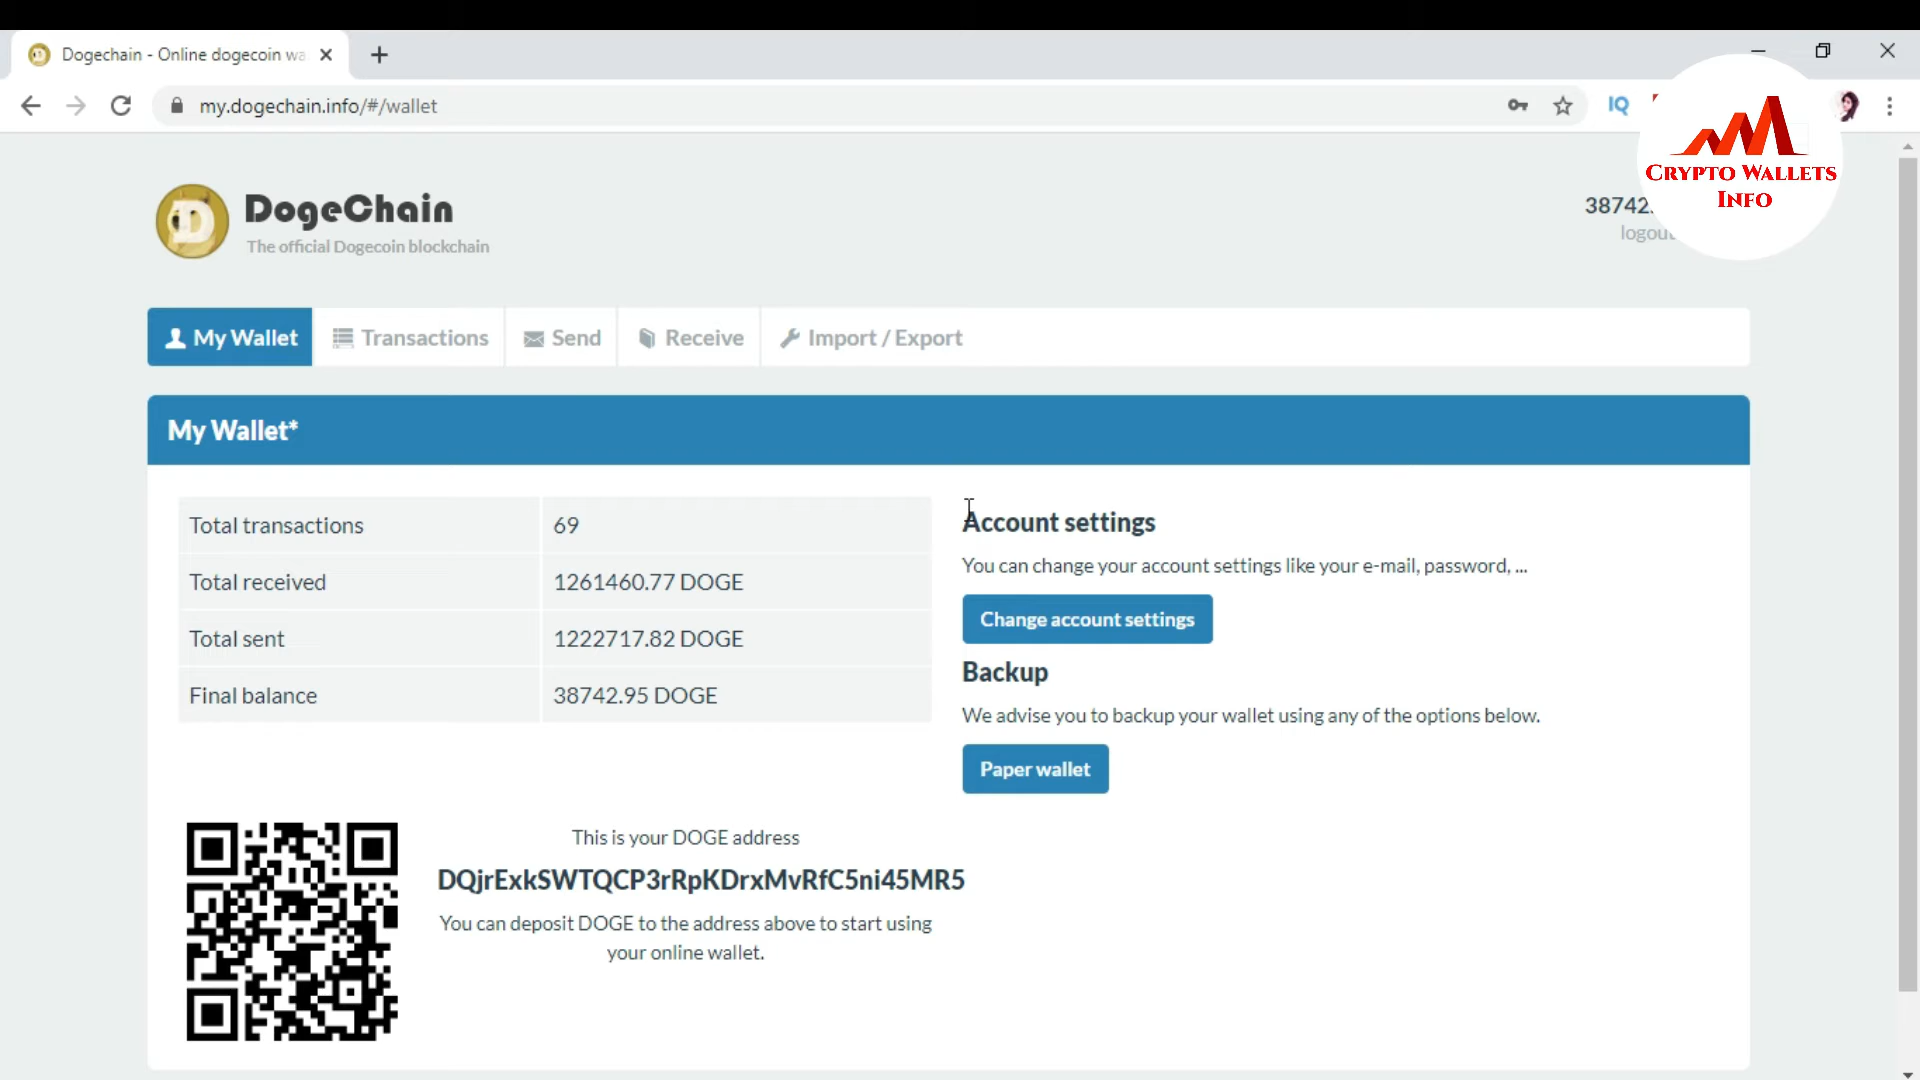 Dogechain - Online dogecoin wa
my.dogechain.info/#/wallet
IQ
CRYPTO WALLETS
INFO
DogeChain
The official Dogecoin blockchain
38742.
logout
My Wallet
Transactions
Send
Receive
Import / Export
My Wallet*
Total transactions 69
Total received 1261460.77 DOGE
Total sent 1222717.82 DOGE
Final balance 38742.95 DOGE
Account settings
You can change your account settings like your e-mail, password, ...
Change account settings
Backup
We advise you to backup your wallet using any of the options below.
Paper wallet
This is your DOGE address
DQjrExkSWTQCP3rRpKDrxMvRfC5ni45MR5
You can deposit DOGE to the address above to start using
your online wallet.